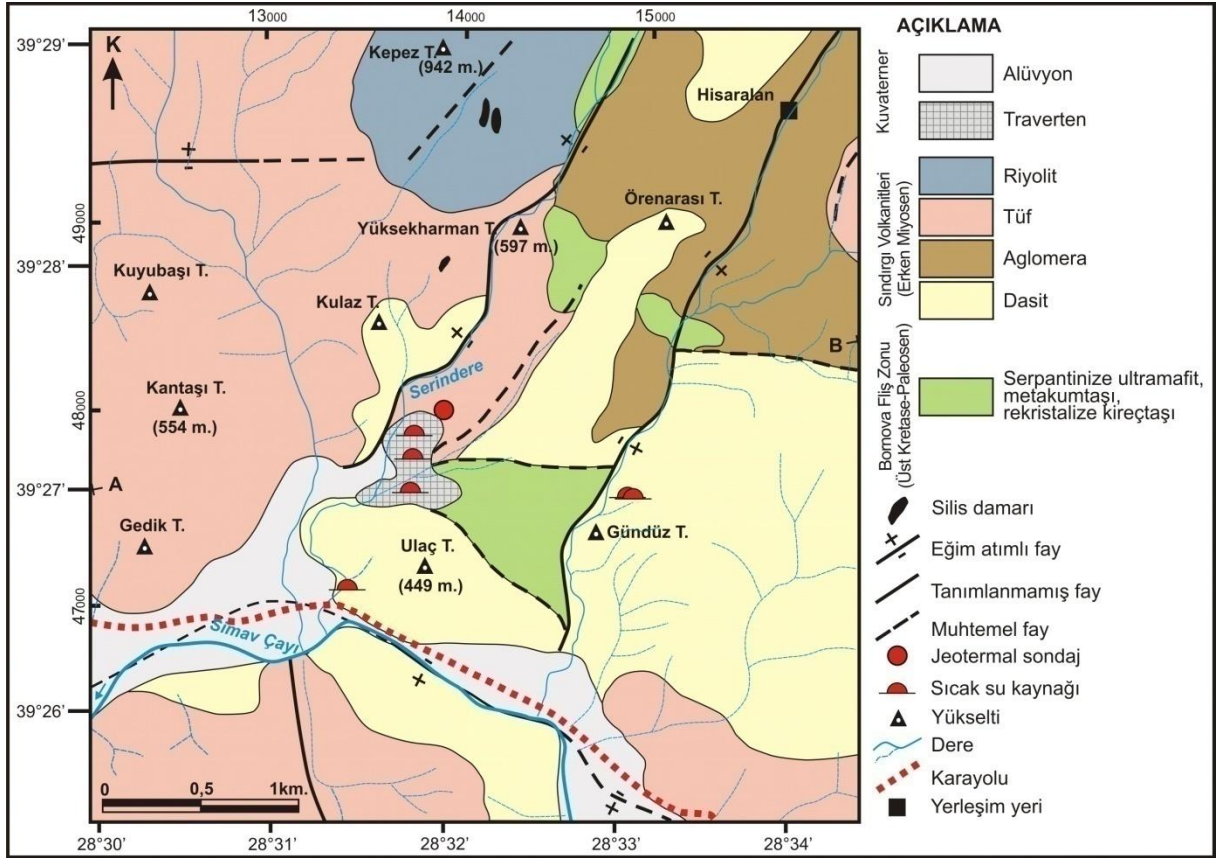 13000
14000
15000
39°29'
K
Kepez T.
(942 m.)
Hisaralan
49000
Örenarası T.
Yüksekharman T.
(597 m.)
39°28'
Kuyubaşı T.
Kulaz T.
B
Serindere
Kantaşı T.
(554 m.)
48000
39°27'
A
Gedik T.
Gündüz T.
Ulaç T.
(449 m.)
47000
Simav Çayı
39°26'
0
0,5
1km.
28°30'
28°31'
28°32'
28°33'
28°34'
AÇIKLAMA
Kuvaterner
Alüvyon
Traverten
Sındırgı Volkanitleri
(Erken Miyosen)
Riyolit
Tüf
Aglomera
Dasit
Bornova Fliş Zonu
(Üst Kretase-Paleosen)
Serpantinize ultramafit,
metakumtaşı,
rekristalize kireçtaşı
Silis damarı
Eğim atımlı fay
Tanımlanmamış fay
Muhtemel fay
Jeotermal sondaj
Sıcak su kaynağı
Yükselti
Dere
Karayolu
Yerleşim yeri